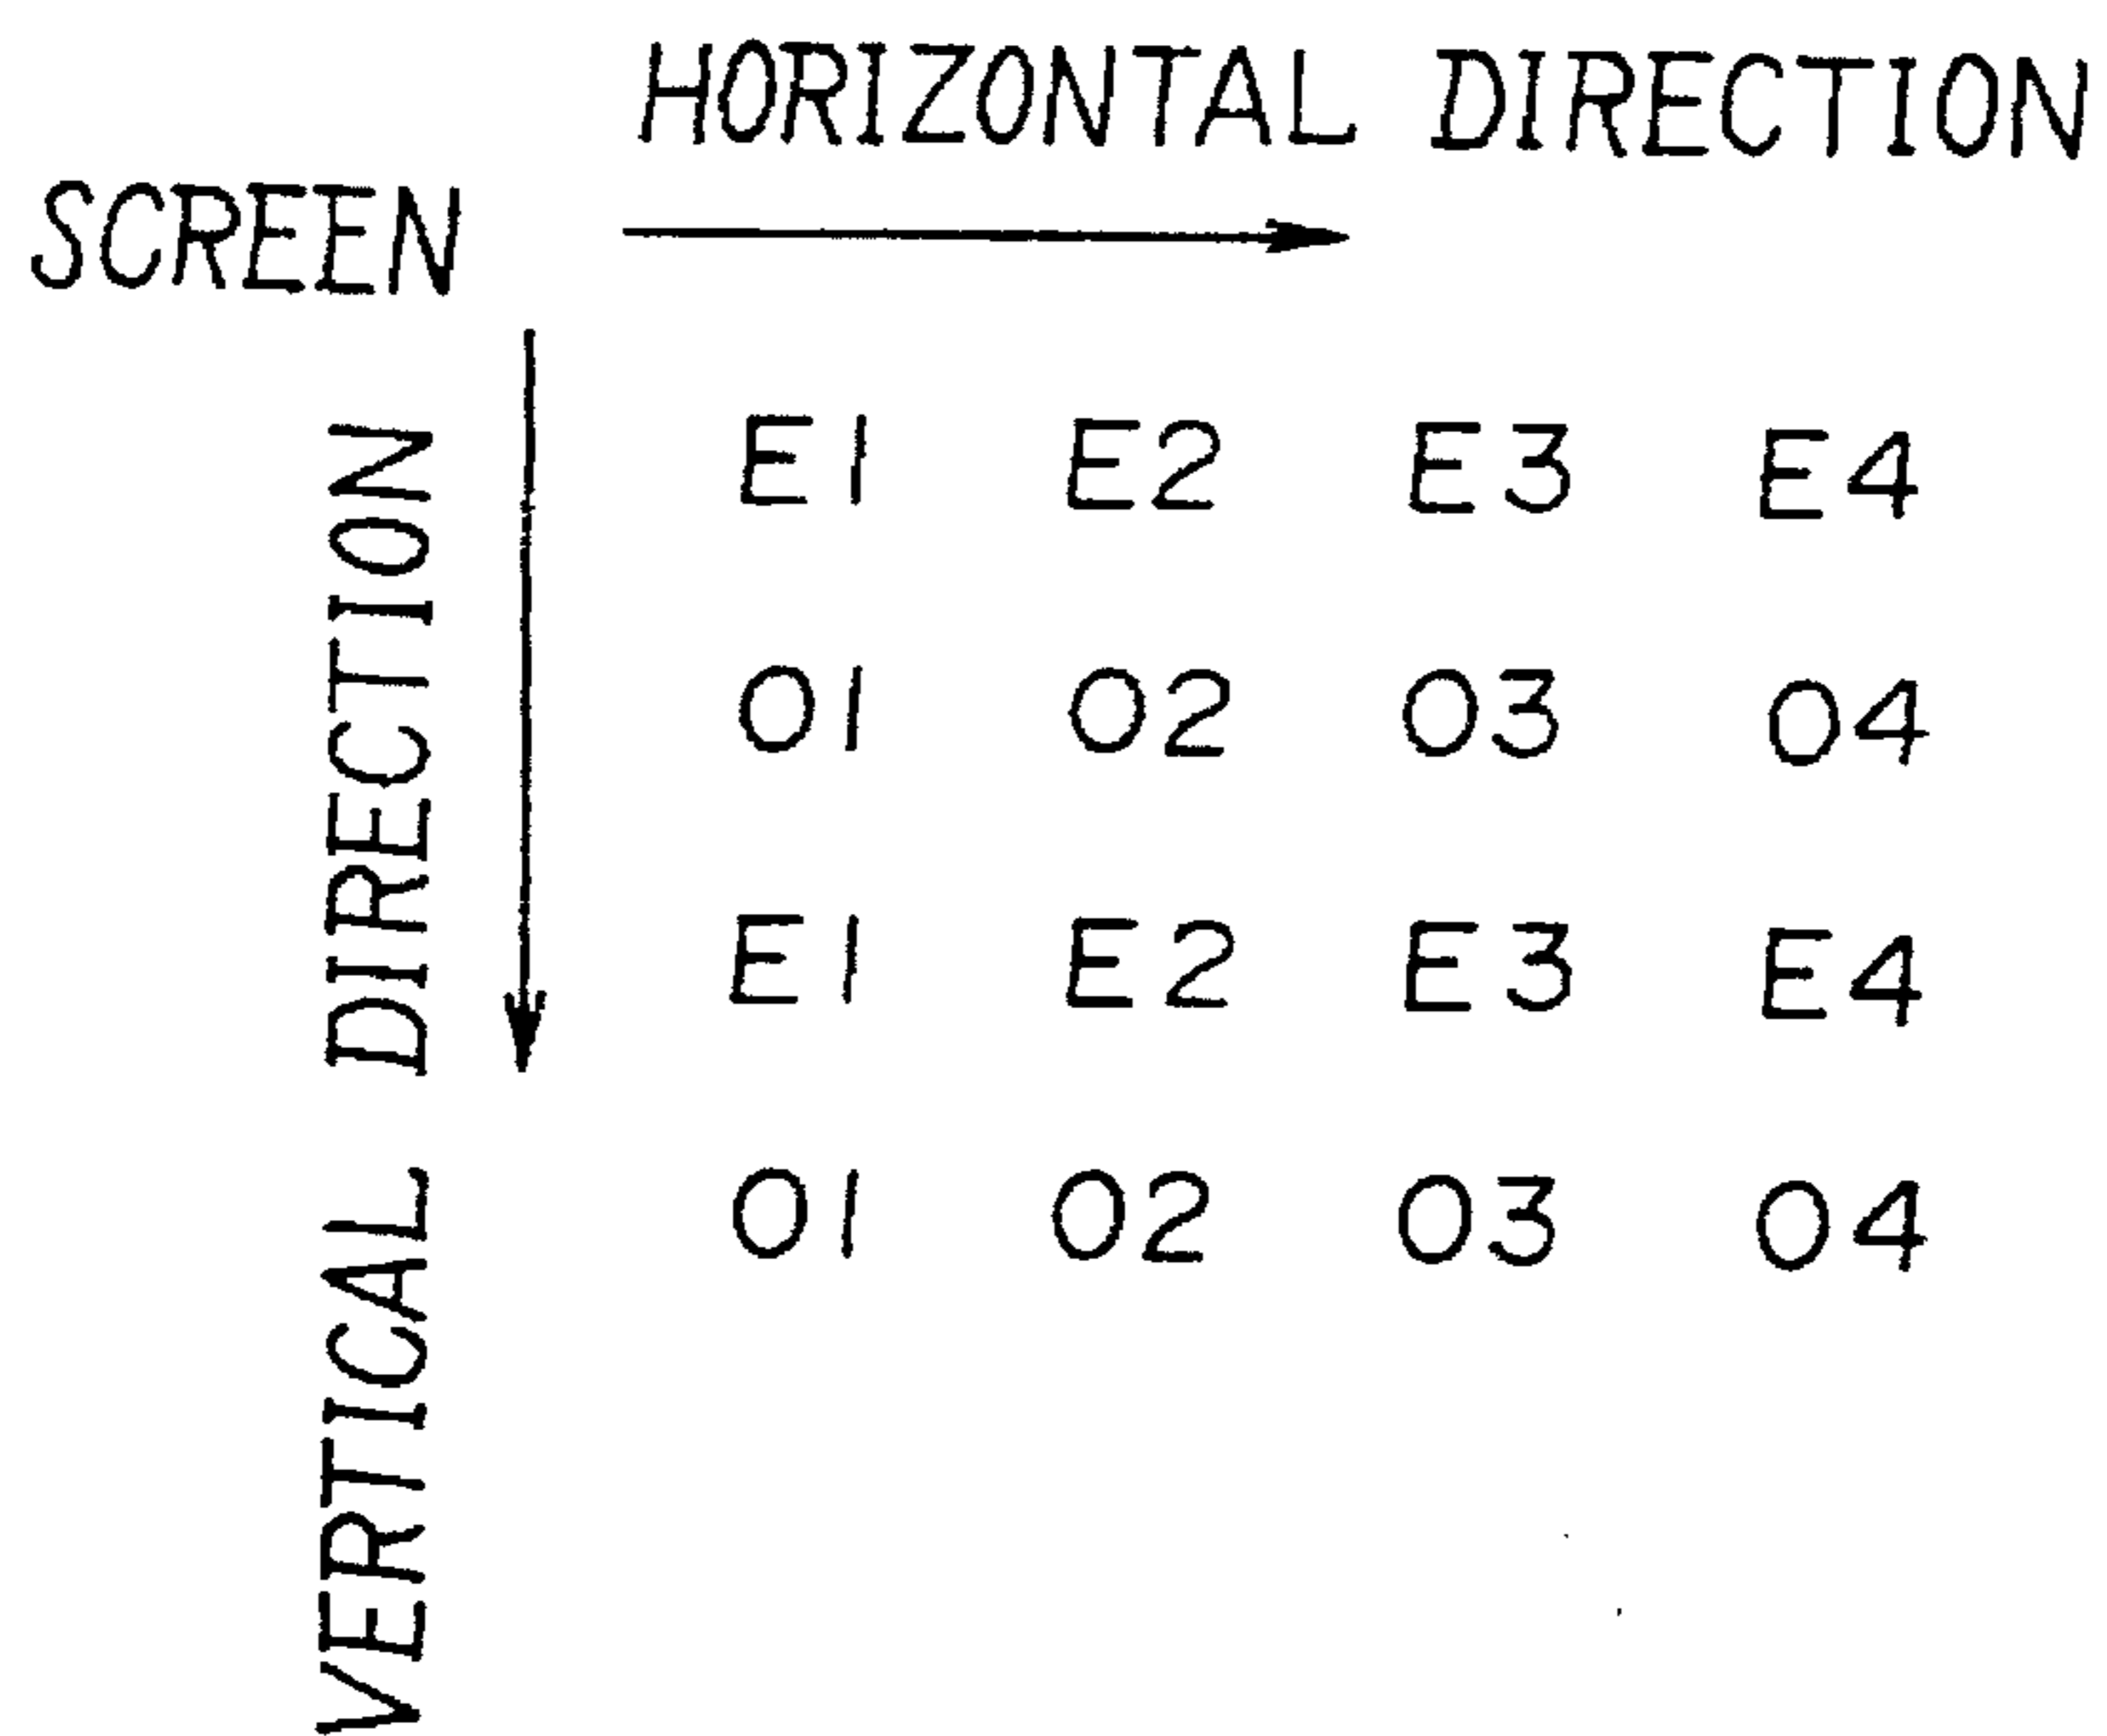 HORIZONTAL DIRECTION
SCREEN
VERTICAL DIRECTION
E1 E2 E3 E4
O1 O2 O3 O4
E1 E2 E3 E4
O1 O2 O3 O4